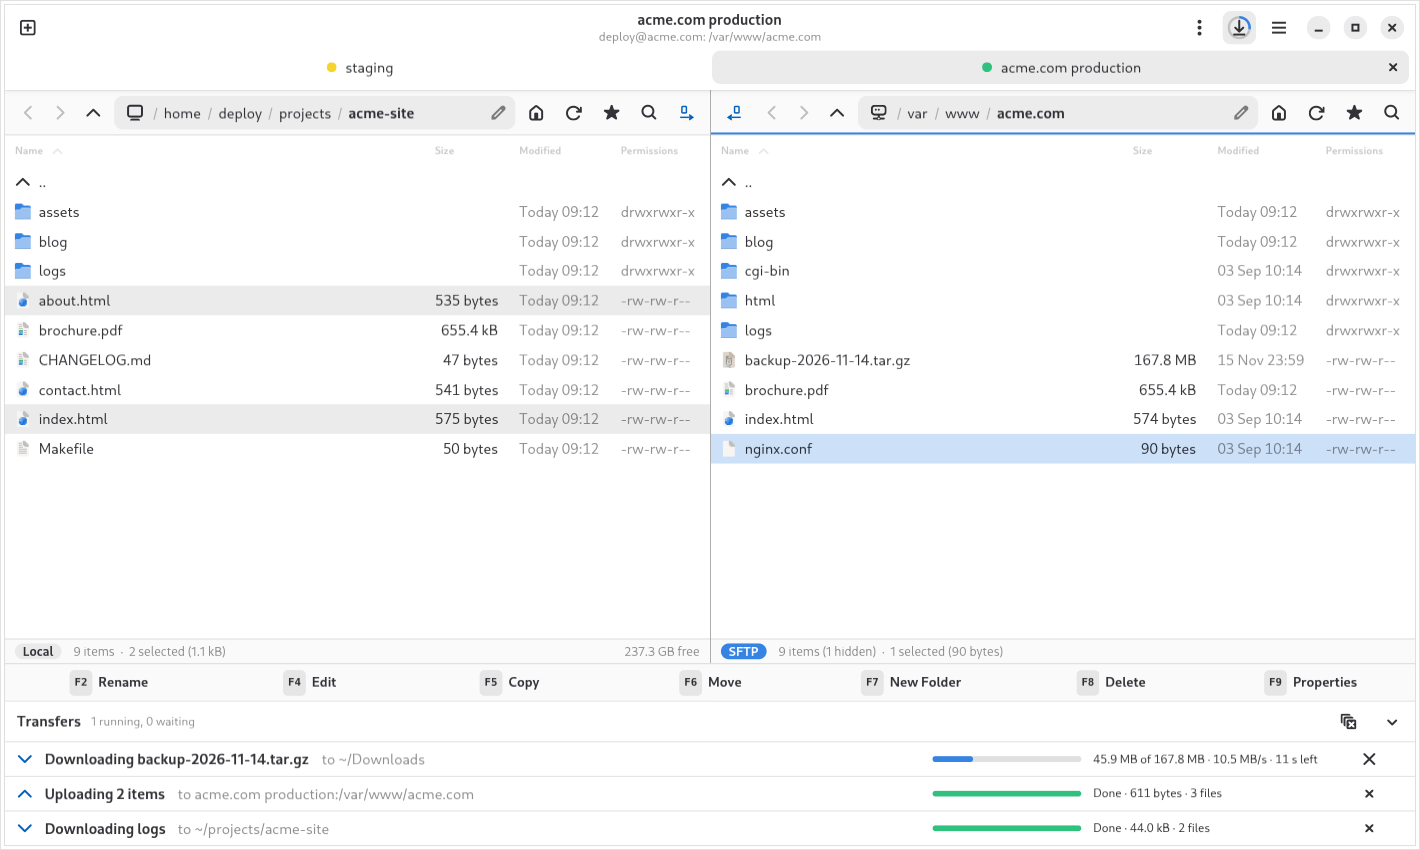 acme.com production
deploy@acme.com: /var/www/acme.com
staging
acme.com production
/ home / deploy / projects / acme-site
/ var / www / acme.com
Name Size Modified Permissions
..
assets Today 09:12 drwxrwxr-x
blog Today 09:12 drwxrwxr-x
logs Today 09:12 drwxrwxr-x
about.html 535 bytes Today 09:12 -rw-rw-r--
brochure.pdf 655.4 kB Today 09:12 -rw-rw-r--
CHANGELOG.md 47 bytes Today 09:12 -rw-rw-r--
contact.html 541 bytes Today 09:12 -rw-rw-r--
index.html 575 bytes Today 09:12 -rw-rw-r--
Makefile 50 bytes Today 09:12 -rw-rw-r--
Local 9 items · 2 selected (1.1 kB) 237.3 GB free
Name Size Modified Permissions
..
assets Today 09:12 drwxrwxr-x
blog Today 09:12 drwxrwxr-x
cgi-bin 03 Sep 10:14 drwxrwxr-x
html 03 Sep 10:14 drwxrwxr-x
logs Today 09:12 drwxrwxr-x
backup-2026-11-14.tar.gz 167.8 MB 15 Nov 23:59 -rw-rw-r--
brochure.pdf 655.4 kB Today 09:12 -rw-rw-r--
index.html 574 bytes 03 Sep 10:14 -rw-rw-r--
nginx.conf 90 bytes 03 Sep 10:14 -rw-rw-r--
SFTP 9 items (1 hidden) · 1 selected (90 bytes)
F2 Rename F4 Edit F5 Copy F6 Move F7 New Folder F8 Delete F9 Properties
Transfers 1 running, 0 waiting
Downloading backup-2026-11-14.tar.gz to ~/Downloads 45.9 MB of 167.8 MB · 10.5 MB/s · 11 s left
Uploading 2 items to acme.com production:/var/www/acme.com Done · 611 bytes · 3 files
Downloading logs to ~/projects/acme-site Done · 44.0 kB · 2 files